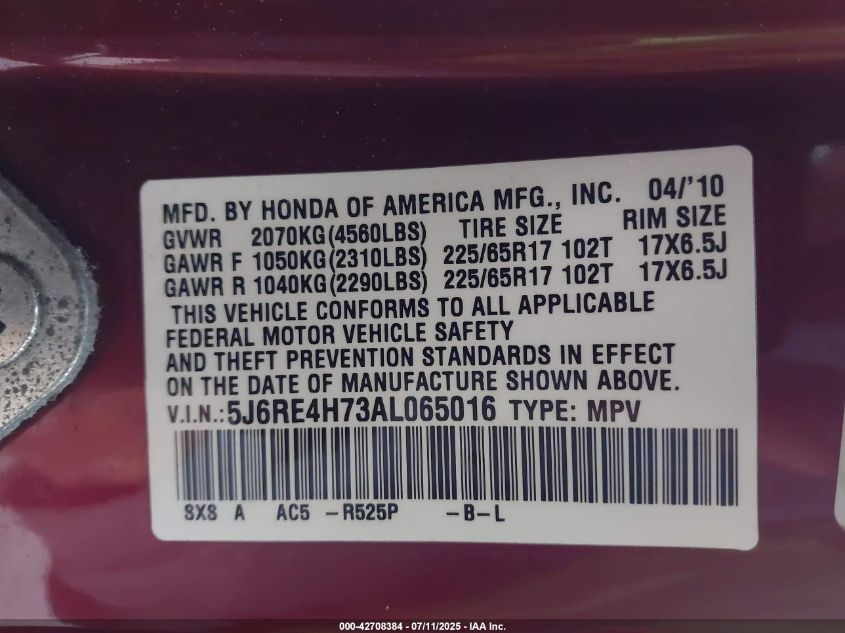 MFD. BY HONDA OF AMERICA MFG., INC. 04/'10
GVWR 2070KG(4560LBS) TIRE SIZE RIM SIZE
GAWR F 1050KG(2310LBS) 225/65R17 102T 17X6.5J
GAWR R 1040KG(2290LBS) 225/65R17 102T 17X6.5J
THIS VEHICLE CONFORMS TO ALL APPLICABLE
FEDERAL MOTOR VEHICLE SAFETY
AND THEFT PREVENTION STANDARDS IN EFFECT
ON THE DATE OF MANUFACTURE SHOWN ABOVE.
V.I.N.:5J6RE4H73AL065016 TYPE: MPV
SXS A AC5 -R525P -B-L
000-42708384 - 07/11/2025 - IAA Inc.